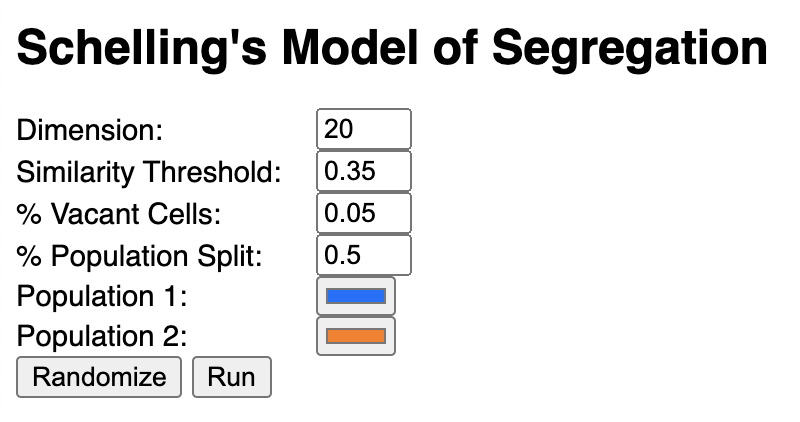 Schelling's Model of Segregation
Dimension: 20
Similarity Threshold: 0.35
% Vacant Cells: 0.05
% Population Split: 0.5
Population 1:
Population 2:
Randomize Run